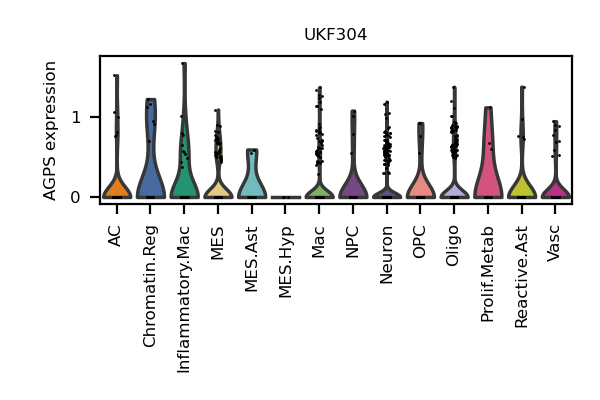 UKF304
AGPS expression
1
0
AC
Chromatin.Reg
Inflammatory.Mac
MES
MES.Ast
MES.Hyp
Mac
NPC
Neuron
OPC
Oligo
Prolif.Metab
Reactive.Ast
Vasc